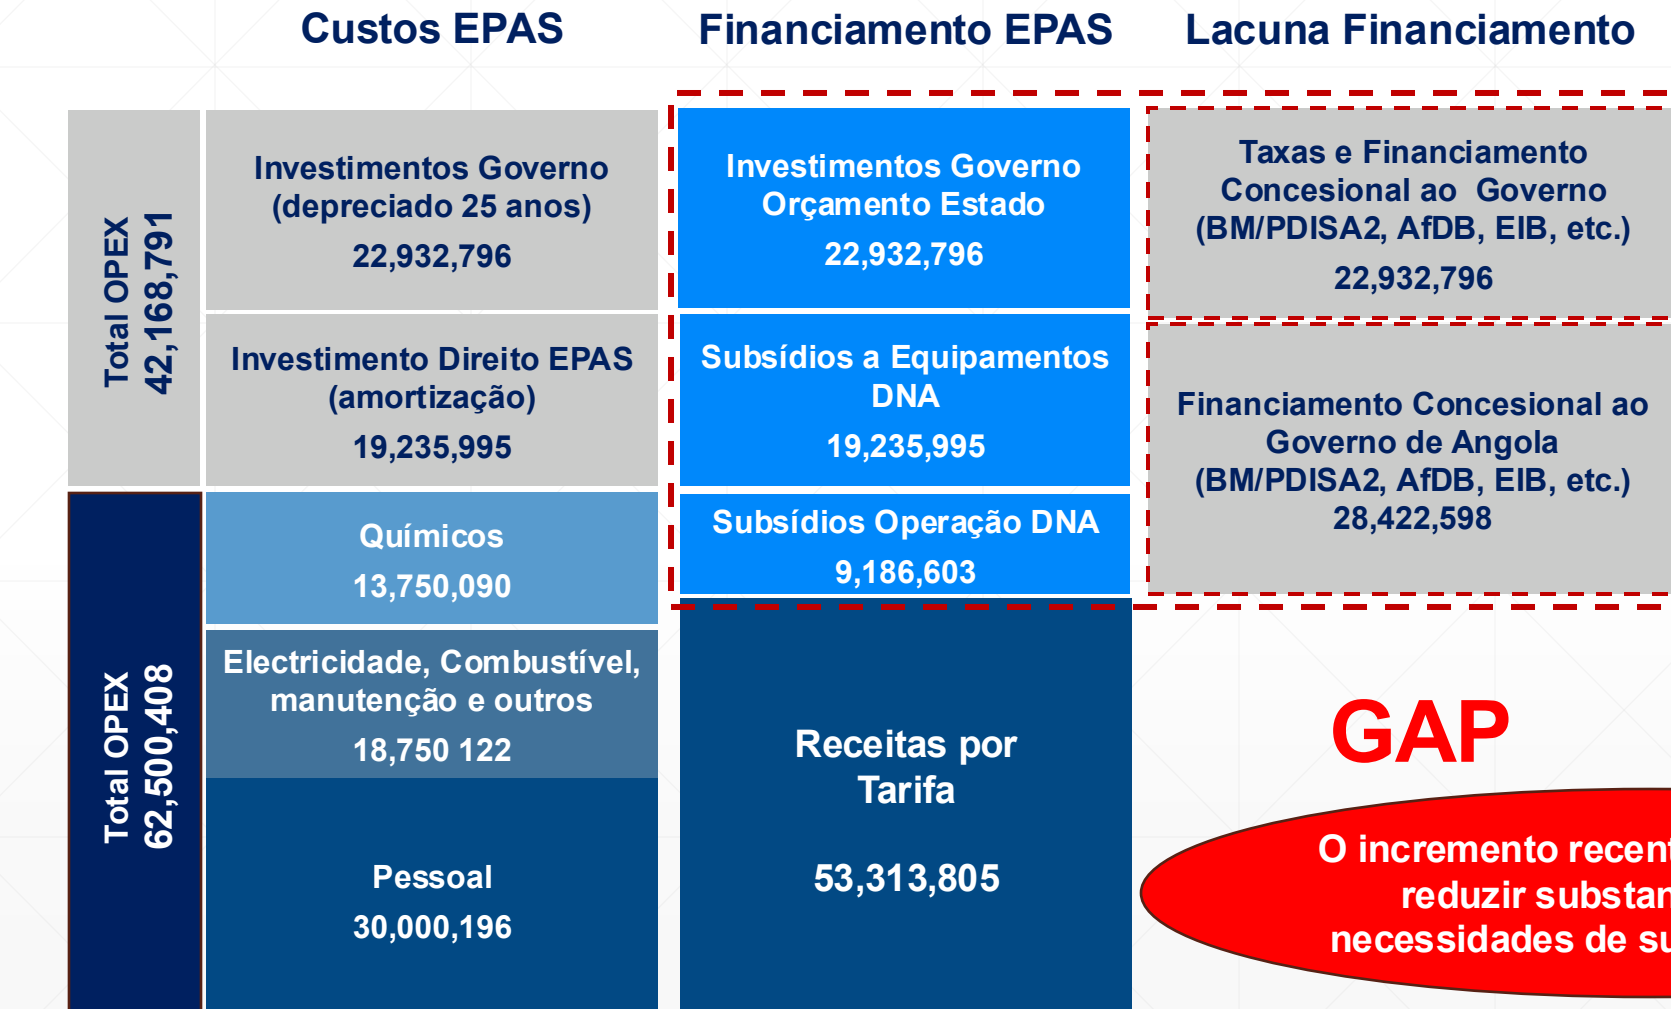 Custos EPAS
Financiamento EPAS
Lacuna Financiamento
Total OPEX
42,168,791
Investimentos Governo
(depreciado 25 anos)
22,932,796
Investimento Direito EPAS
(amortização)
19,235,995
Total OPEX
62,500,408
Químicos
13,750,090
Electricidade, Combustível,
manutenção e outros
18,750 122
Pessoal
30,000,196
Investimentos Governo
Orçamento Estado
22,932,796
Subsídios a Equipamentos
DNA
19,235,995
Subsídios Operação DNA
9,186,603
Receitas por
Tarifa
53,313,805
Taxas e Financiamento
Concesional ao Governo
(BM/PDISA2, AfDB, EIB, etc.)
22,932,796
Financiamento Concesional ao
Governo de Angola
(BM/PDISA2, AfDB, EIB, etc.)
28,422,598
GAP
O incremento
reduzir
necessidades de